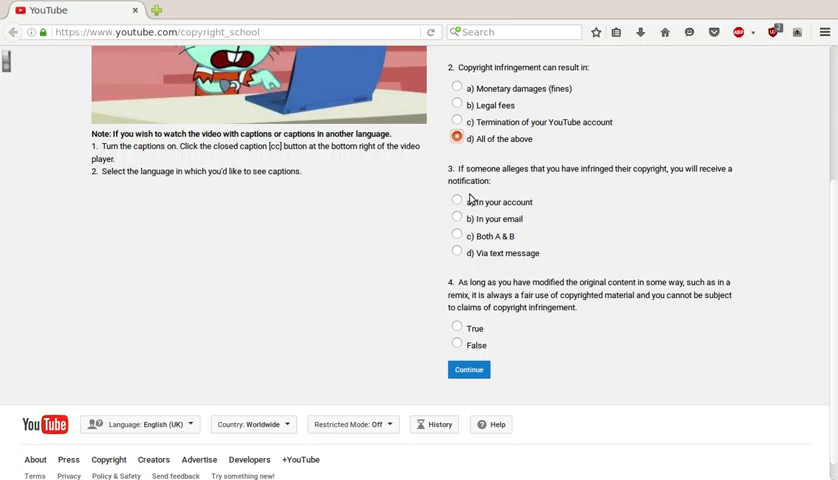 YouTube
https://www.youtube.com/copyright_school
Search
ABP
2
2. Copyright infringement can result in:
a) Monetary damages (fines)
b) Legal fees
c) Termination of your YouTube account
d) All of the above
Note: If you wish to watch the video with captions or captions in another language.
1. Turn the captions on. Click the closed caption [cc] button at the bottom right of the video
player.
2. Select the language in which you'd like to see captions.
3. If someone alleges that you have infringed their copyright, you will receive a
notification:
a) In your account
b) In your email
c) Both A & B
d) Via text message
4. As long as you have modified the original content in some way, such as in a
remix, it is always a fair use of copyrighted material and you cannot be subject
to claims of copyright infringement.
True
False
Continue
YouTube
Language: English (UK)
Country: Worldwide
Restricted Mode: Off
History
Help
About Press Copyright Creators Advertise Developers +YouTube
Terms Privacy Policy & Safety Send feedback Try something new!